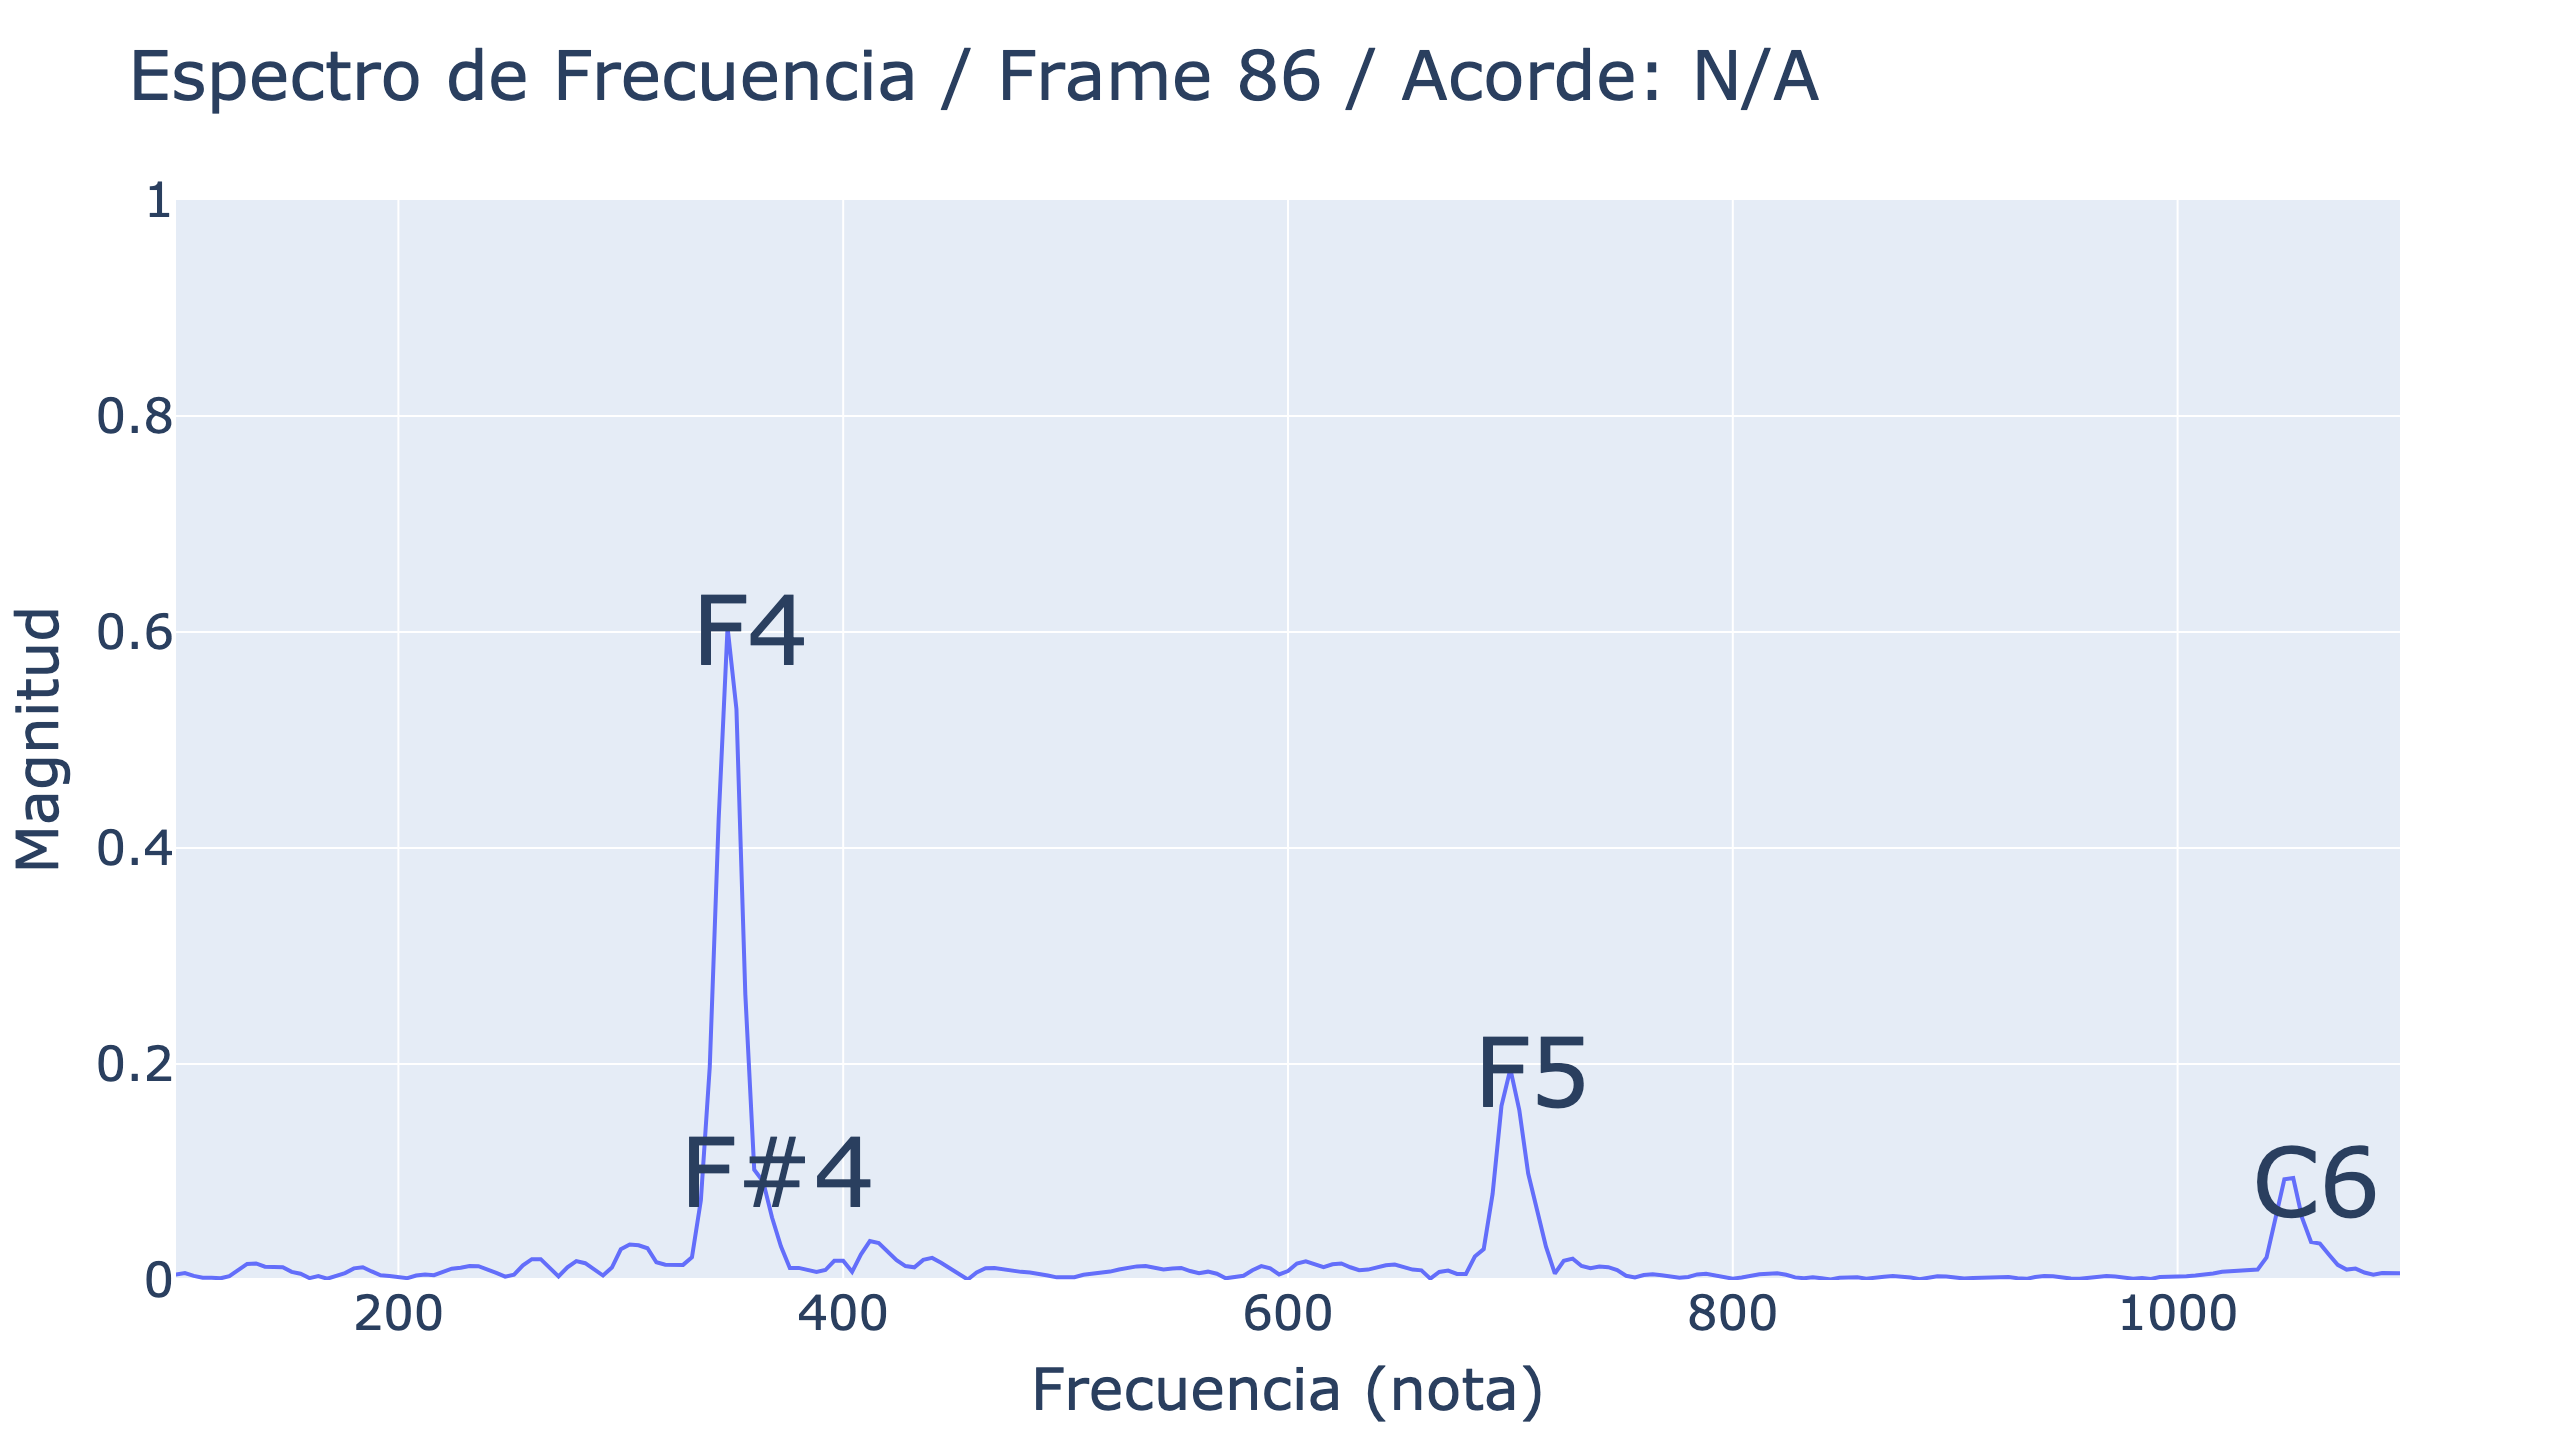 Espectro de Frecuencia / Frame 86 / Acorde: N/A
1
0.8
0.6
0.4
0.2
0
Magnitud
F4
F#4
F5
C6
200 400 600 800 1000
Frecuencia (nota)